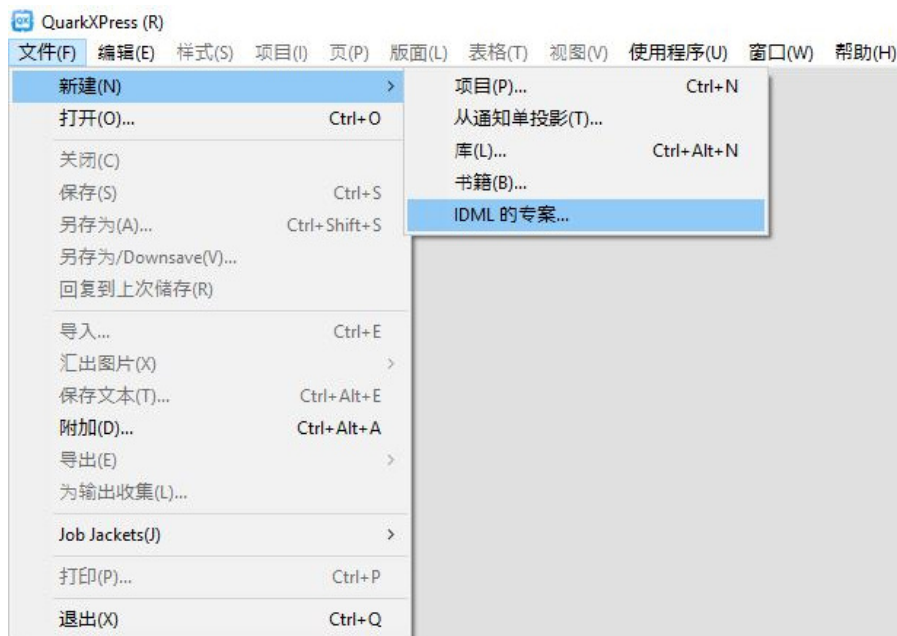 QuarkXPress (R)
文件(F) 编辑(E) 样式(S) 项目(I) 页(P) 版面(L) 表格(T) 视图(V) 使用程序(U) 窗口(W) 帮助(H)
新建(N) >
打开(O)... Ctrl+O
关闭(C)
保存(S) Ctrl+S
另存为(A)... Ctrl+Shift+S
另存为/Downsave(V)...
回复到上次储存(R)
导入... Ctrl+E
汇出图片(X) >
保存文本(T)... Ctrl+Alt+E
附加(D)... Ctrl+Alt+A
导出(E) >
为输出收集(L)...
Job Jackets(J) >
打印(P)... Ctrl+P
退出(X) Ctrl+Q
项目(P)... Ctrl+N
从通知单投影(T)...
库(L)... Ctrl+Alt+N
书籍(B)...
IDML 的专案...